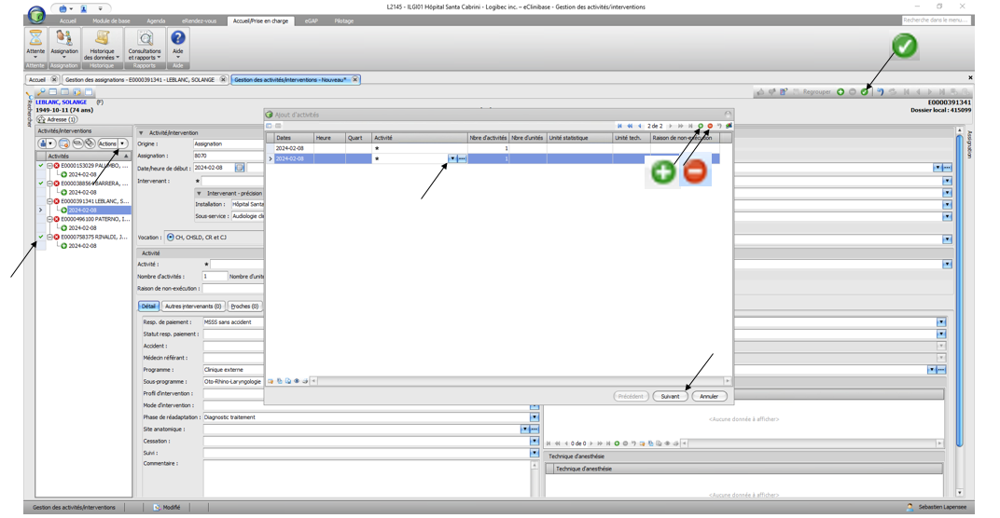 L2145 - ILGI01 Hôpital Santa Cabrini - Logibec inc. – eClinibase - Gestion des activités/interventions
Accueil Module de base Agenda eRendez-vous Accueil/Prise en charge eGAP Pilotage
Recherche dans le menu...
Attente Assignation Historique des données Consultations et rapports Aide
Attente Assignation Historique Rapports Aide
Accueil Gestion des assignations - E0000391341 - LEBLANC, SOLANGE Gestion des activités/interventions - Nouveau*
Regrouper
LEBLANC, SOLANGE (F)
E0000391341
1949-10-11 (74 ans)
Dossier local : 415099
Adresse (1)
Recherche
Assignation
Activités/interventions
Actions
Activités
E0000153029 PALUMBO, ...
2024-02-08
E0000388564 BARRERA, ...
2024-02-08
E0000391341 LEBLANC, S...
2024-02-08
E0000496100 PATERNO, I...
2024-02-08
E0000758375 RINALDI, J...
2024-02-08
Activité/intervention
Origine : Assignation
Assignation : 8070
Date/heure de début : 2024-02-08
Intervenant : *
Intervenant - précision
Installation : Hôpital Santa
Sous-service : Audiologie cli
Vocation : CH, CHSLD, CR et CJ
Activité
Activité : *
Nombre d'activités : 1 Nombre d'unité
Raison de non-exécution :
Détail Autres intervenants (0) Proches (0)
Resp. de paiement : MSSS sans accident
Statut resp. paiement :
Accident :
Médecin référant :
Programme : Clinique externe
Sous-programme : Oto-Rhino-Laryngologie
Profil d'intervention :
Mode d'intervention :
Phase de réadaptation : Diagnostic traitement
Site anatomique :
Cessation :
Suivi :
Commentaire :
Ajout d'activités
2 de 2
Dates Heure Quart Activité Nbre d'activités Nbre d'unités Unité statistique Unité tech. Raison de non-exécution
2024-02-08 * 1
2024-02-08 * 1
Précédent Suivant Annuler
<Aucune donnée à afficher>
0 de 0
Technique d'anesthésie
Technique d'anesthésie
<Aucune donnée à afficher>
Gestion des activités/interventions Modifié
Sebastien Lapensee